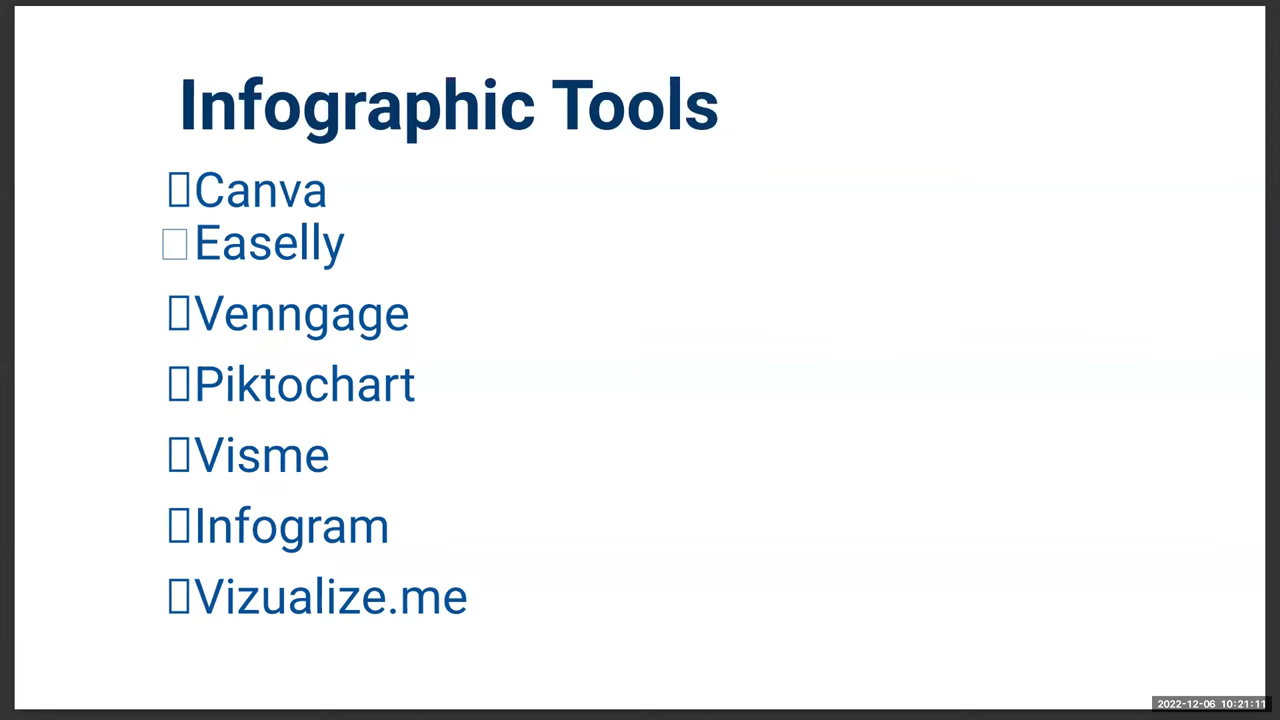 Infographic Tools
Canva
Easelly
Venngage
Piktochart
Visme
Infogram
Vizualize.me
2022-12-06 10:21:11